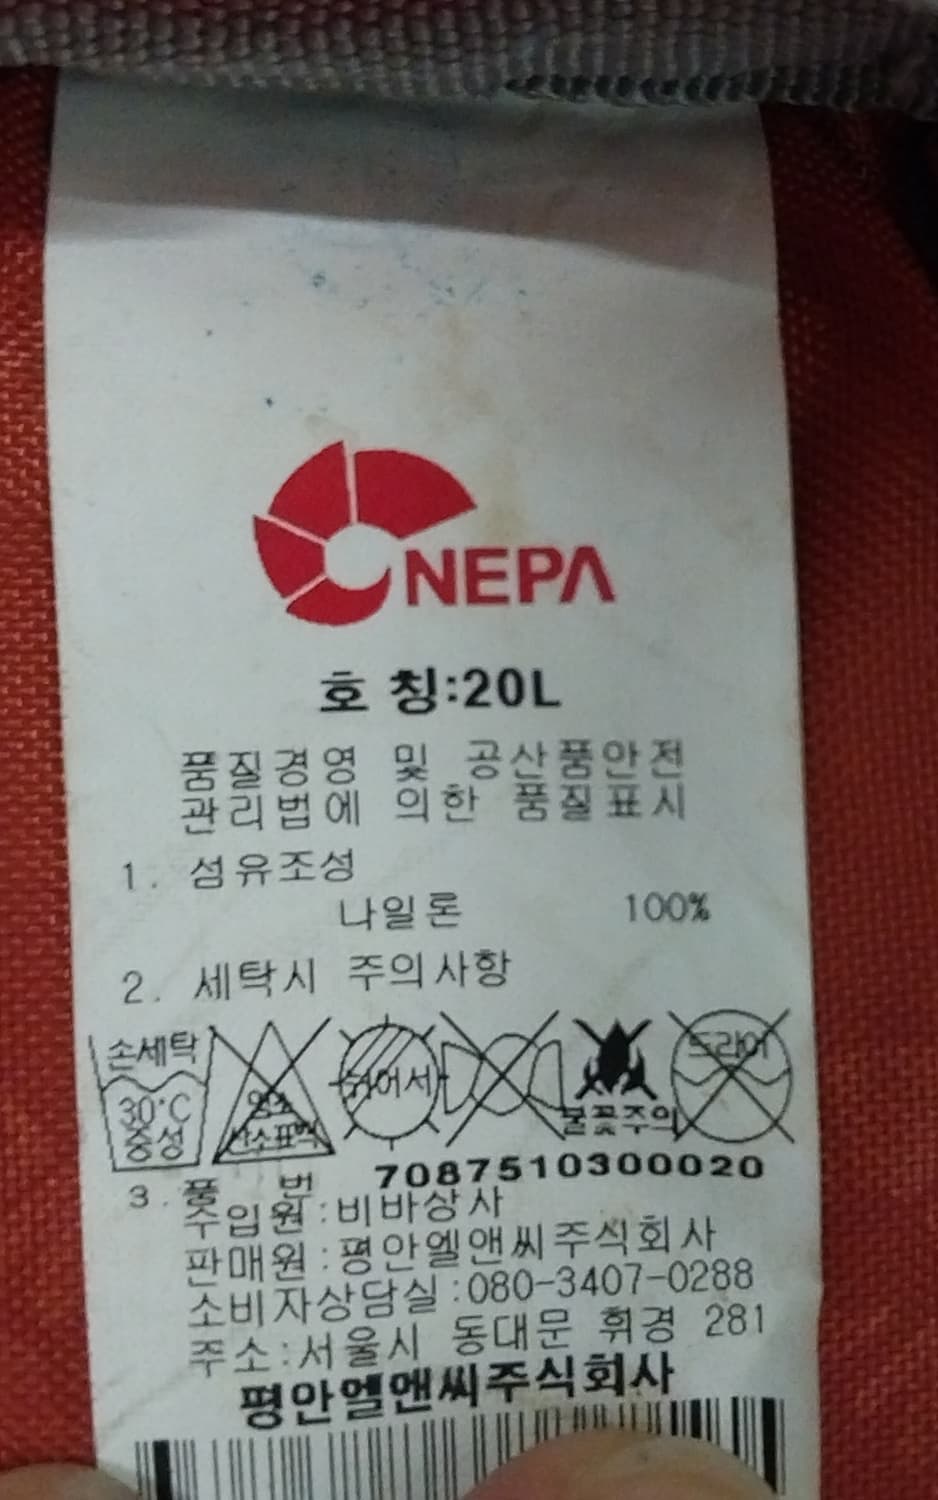 NEPA
호 칭:20L
품질경영 및 공산품안전
관리법에 의한 품질표시
1. 섬유조성
나일론 100%
2. 세탁시 주의사항
손세탁
30°C
중성
염소
산소표백
뉘어서
불꽃주의
드라이
3. 품 번 7087510300020
수입원:비바상사
판매원:평안엘앤씨주식회사
소비자상담실:080-3407-0288
주소:서울시 동대문 휘경 281
평안엘앤씨주식회사